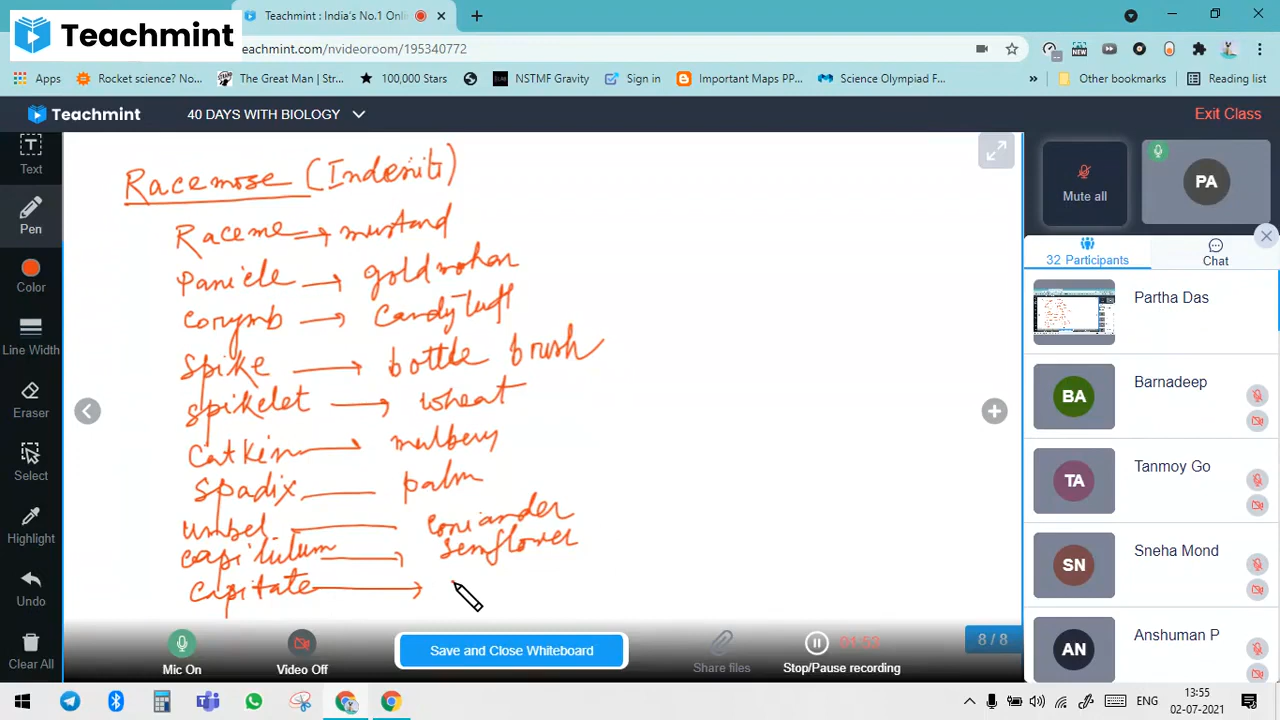 Teachmint : India's No.1 Onli
Teachmint
eachmint.com/nvideoroom/195340772
Apps Rocket science? No... The Great Man | Str... 100,000 Stars NSTMF Gravity Sign in Important Maps PP... Science Olympiad F... » Other bookmarks Reading list
NEW
Teachmint 40 DAYS WITH BIOLOGY Exit Class
Text
Pen
Color
Line Width
Eraser
Select
Highlight
Undo
Clear All
Racemose (Indeniti)
Raceme → mustard
Panicle → goldmohar
Corymb → Candytuft
Spike → bottle brush
Spikelet → wheat
Catkin → mulbery
Spadix palm
Umbel coriander
Capilulum sunflower
Capitate →
Mute all
PA
32 Participants Chat
Partha Das
BA Barnadeep
TA Tanmoy Go
SN Sneha Mond
AN Anshuman P
8 / 8
Mic On
Video Off
Save and Close Whiteboard
Share files
Stop/Pause recording
ENG
13:55
02-07-2021